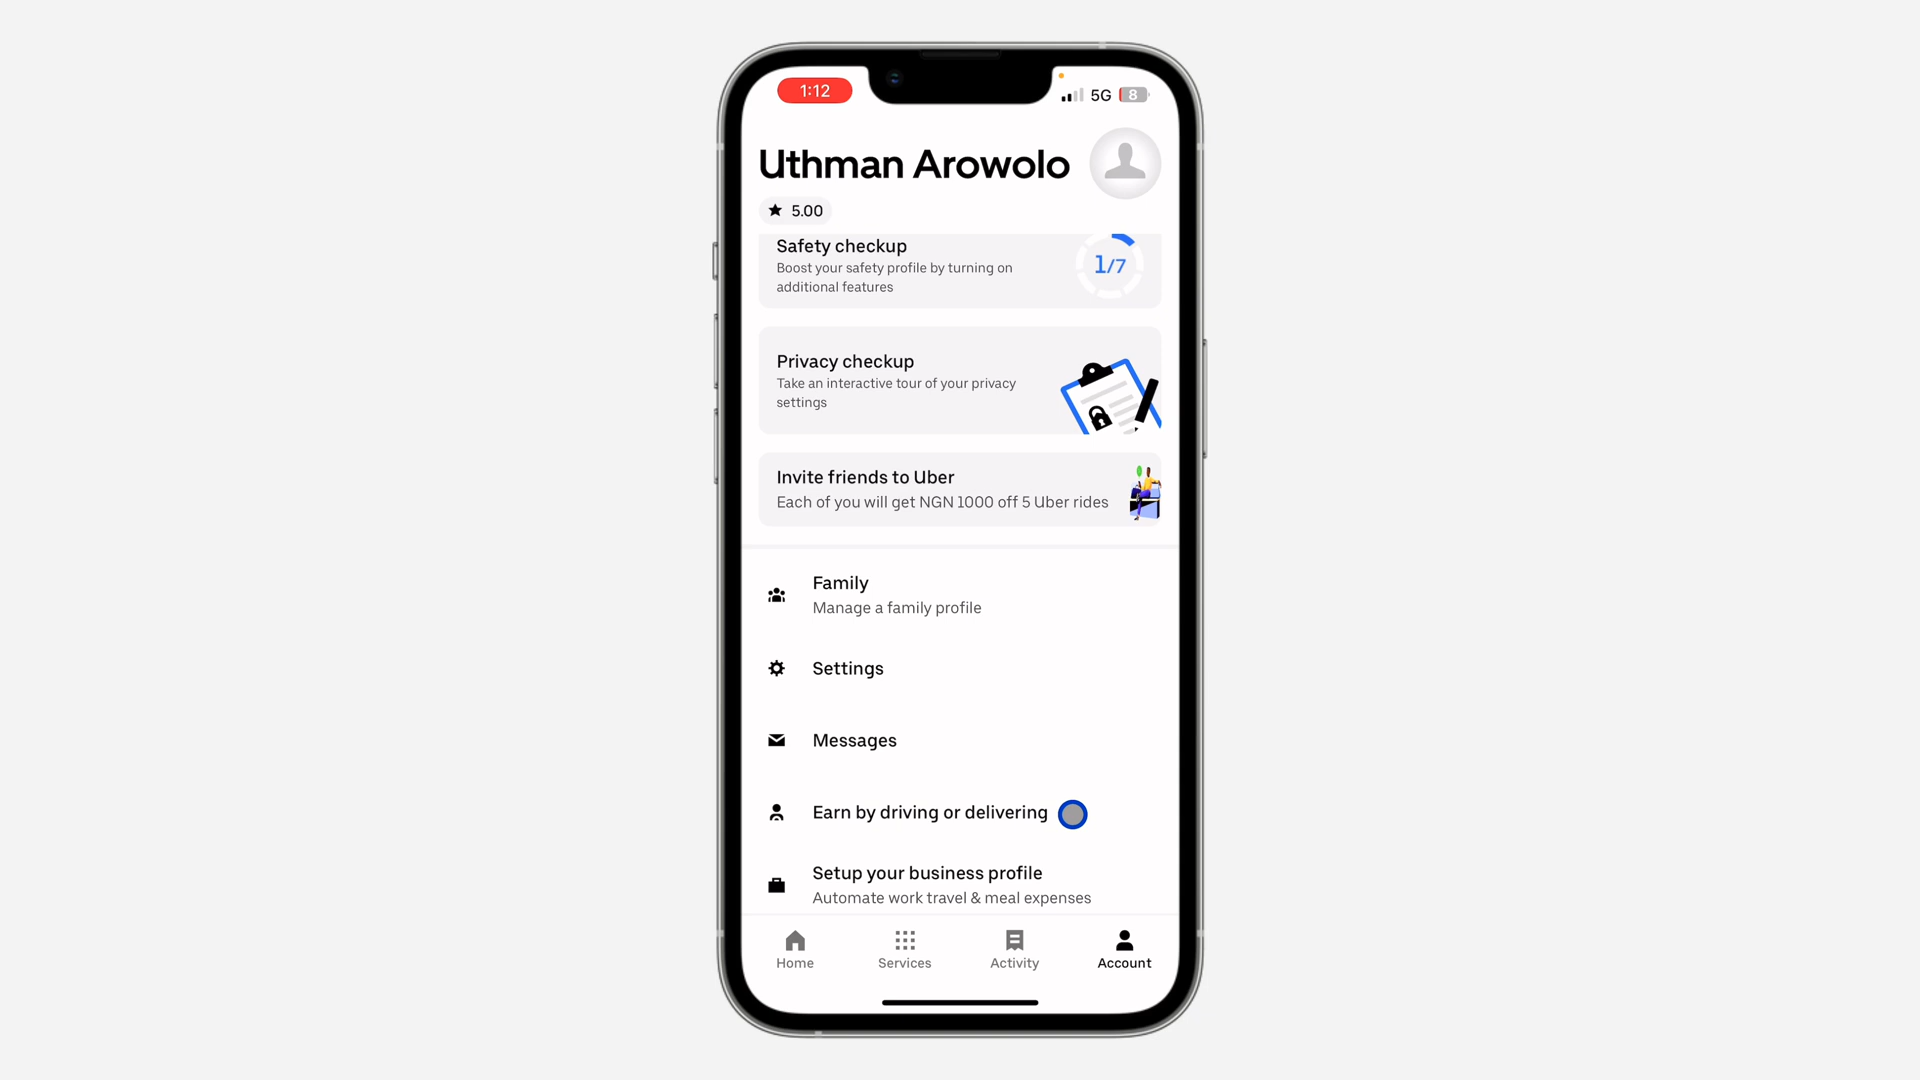 1:12
5G 8
Uthman Arowolo
5.00
Safety checkup
Boost your safety profile by turning on
additional features
1/7
Privacy checkup
Take an interactive tour of your privacy
settings
Invite friends to Uber
Each of you will get NGN 1000 off 5 Uber rides
Family
Manage a family profile
Settings
Messages
Earn by driving or delivering
Setup your business profile
Automate work travel & meal expenses
Home Services Activity Account